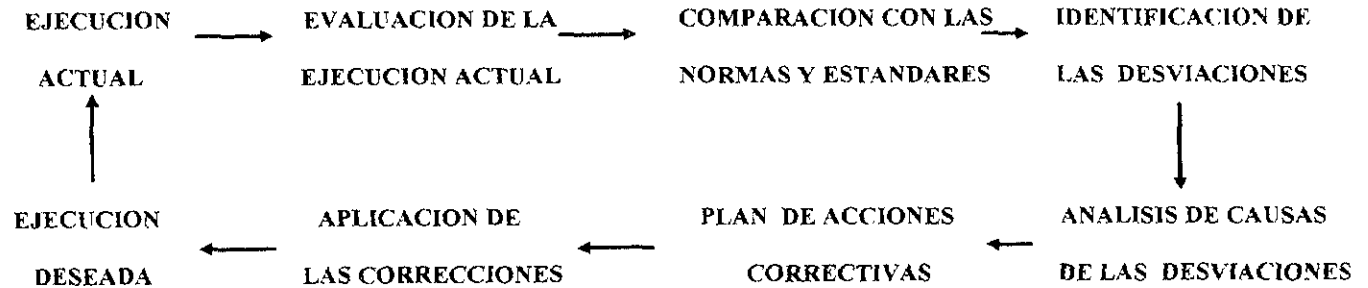 EJECUCION
ACTUAL
EVALUACION DE LA
EJECUCION ACTUAL
COMPARACION CON LAS
NORMAS Y ESTANDARES
IDENTIFICACION DE
LAS DESVIACIONES
ANALISIS DE CAUSAS
DE LAS DESVIACIONES
PLAN DE ACCIONES
CORRECTIVAS
APLICACION DE
LAS CORRECCIONES
EJECUCION
DESEADA